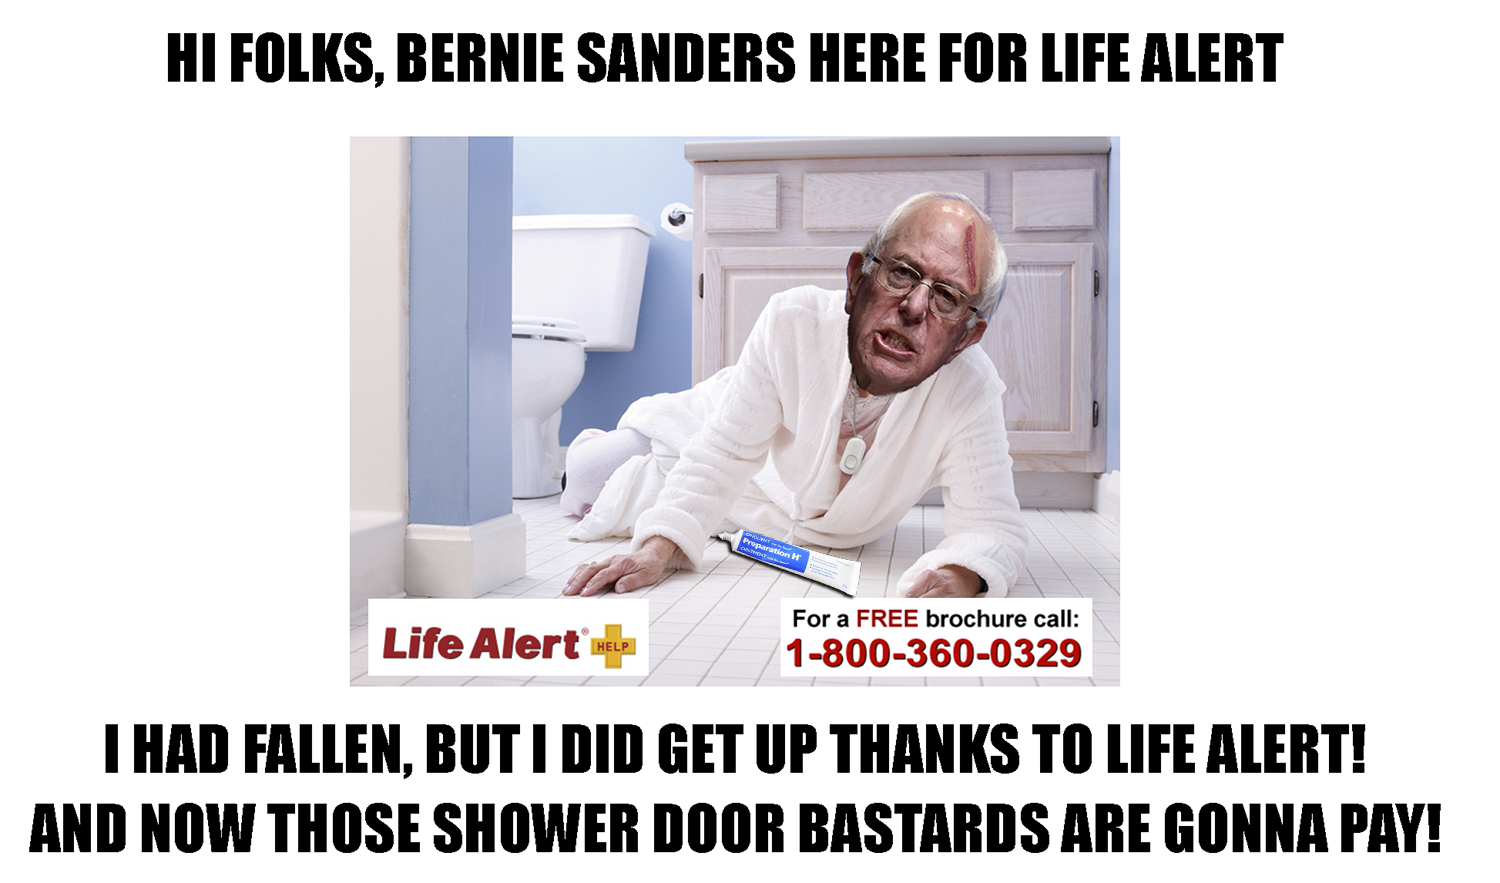 HI FOLKS, BERNIE SANDERS HERE FOR LIFE ALERT
Preparation H
OINTMENT
Life Alert® HELP
For a FREE brochure call:
1-800-360-0329
I HAD FALLEN, BUT I DID GET UP THANKS TO LIFE ALERT!
AND NOW THOSE SHOWER DOOR BASTARDS ARE GONNA PAY!